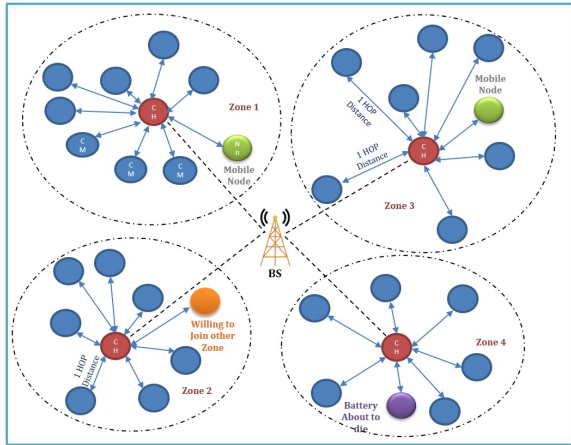 Zone 1
C
H
C
M
C
M
C
M
N
n
Mobile
Node
Mobile
Node
1 HOP
Distance
1 HOP
Distance
C
H
Zone 3
BS
Willing to
Join other
Zone
C
H
1 HOP
Distance
Zone 2
C
H
Zone 4
Battery
About to
die